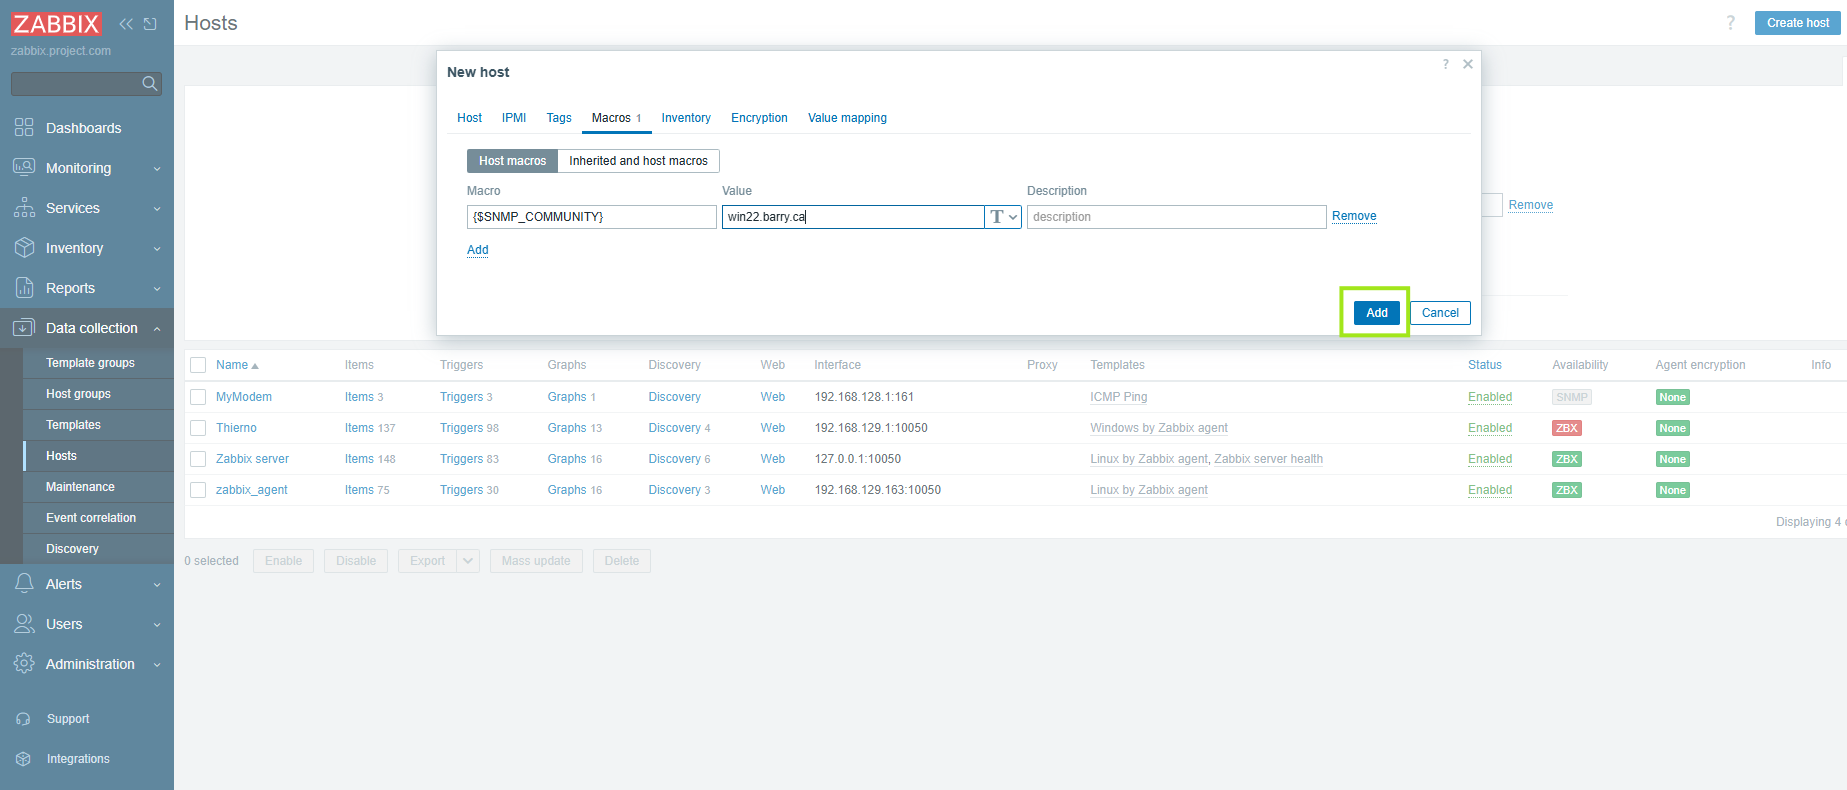 ZABBIX
zabbix.project.com
Dashboards
Monitoring
Services
Inventory
Reports
Data collection
Template groups
Host groups
Templates
Hosts
Maintenance
Event correlation
Discovery
Alerts
Users
Administration
Support
Integrations
Hosts
? Create host
New host ?
Host IPMI Tags Macros 1 Inventory Encryption Value mapping
Host macros Inherited and host macros
Macro Value Description
{$SNMP_COMMUNITY} win22.barry.ca T description Remove
Add
Add Cancel
Remove
Name Items Triggers Graphs Discovery Web Interface Proxy Templates Status Availability Agent encryption Info
MyModem Items 3 Triggers 3 Graphs 1 Discovery Web 192.168.128.1:161 ICMP Ping Enabled SNMP None
Thierno Items 137 Triggers 98 Graphs 13 Discovery 4 Web 192.168.129.1:10050 Windows by Zabbix agent Enabled ZBX None
Zabbix server Items 148 Triggers 83 Graphs 16 Discovery 6 Web 127.0.0.1:10050 Linux by Zabbix agent, Zabbix server health Enabled ZBX None
zabbix_agent Items 75 Triggers 30 Graphs 16 Discovery 3 Web 192.168.129.163:10050 Linux by Zabbix agent Enabled ZBX None
Displaying 4
0 selected Enable Disable Export Mass update Delete